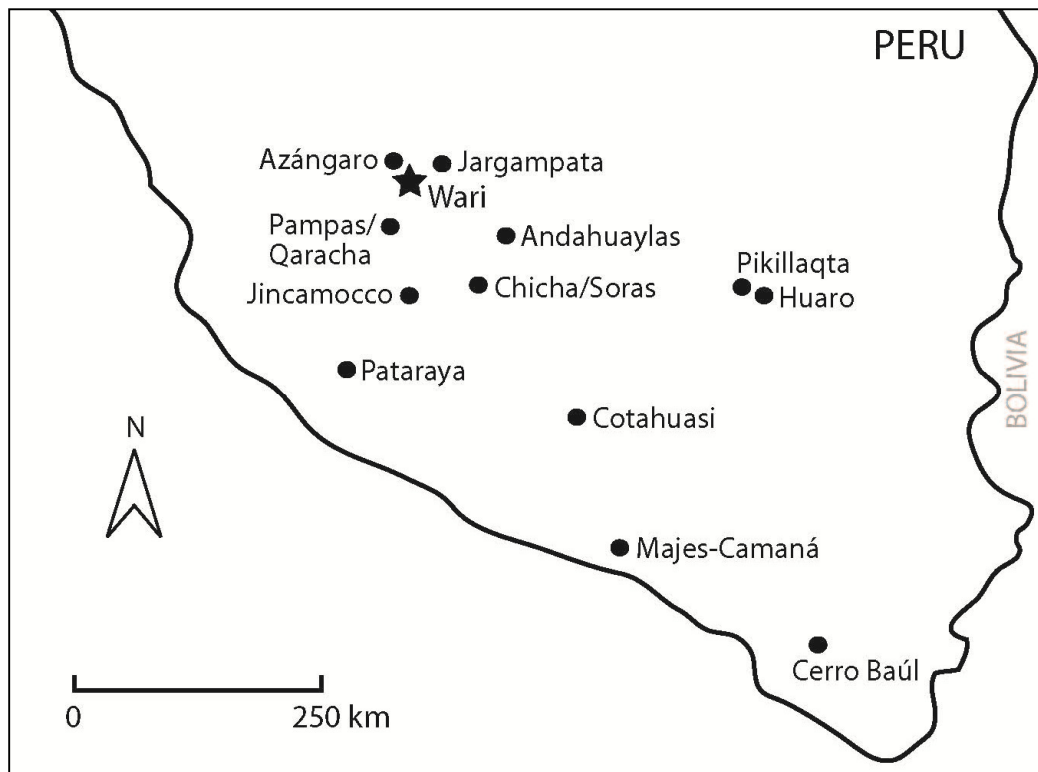 PERU
Azángaro
Jargampata
Wari
Pampas/
Qaracha
Andahuaylas
Pikillaqta
Jincamocco
Chicha/Soras
Huaro
BOLIVIA
Pataraya
Cotahuasi
N
Majes-Camaná
Cerro Baúl
0
250 km